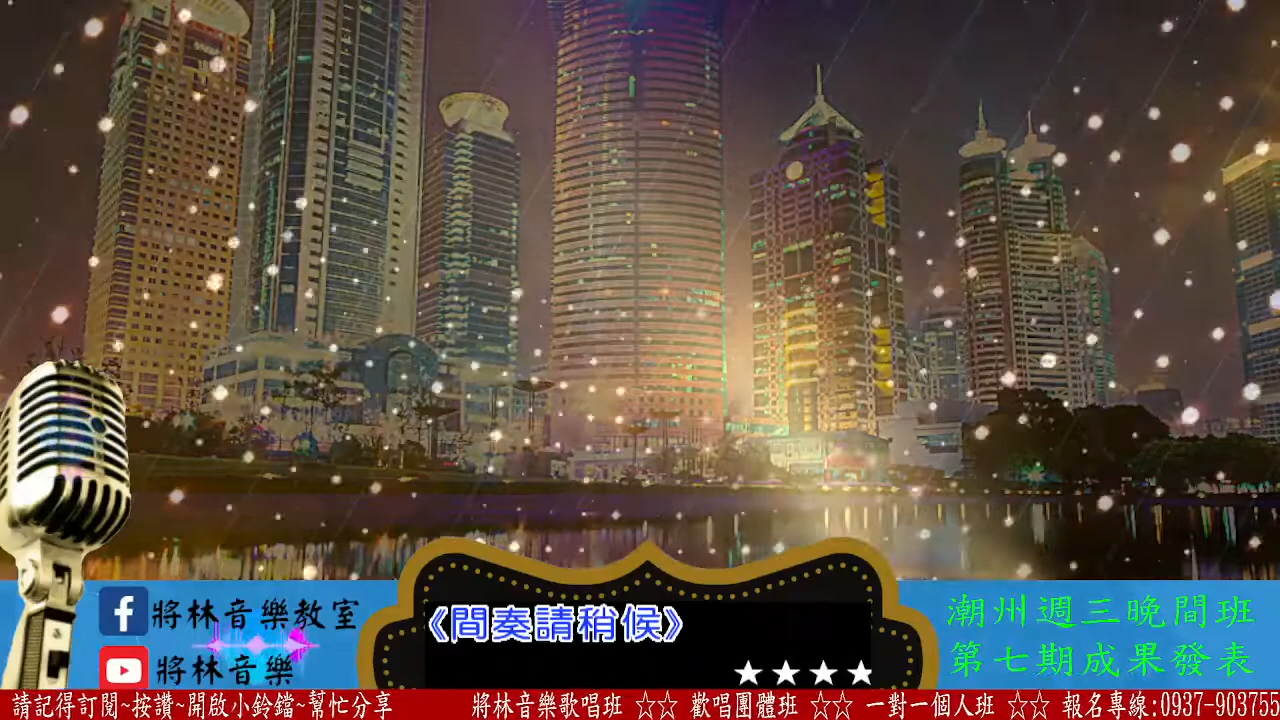 將林音樂教室
將林音樂
《間奏請稍候》
★★★★
潮州週三晚間班
第七期成果發表
請記得訂閱~按讚~開啟小鈴鐺~幫忙分享 將林音樂歌唱班 ☆☆ 歡唱團體班 ☆☆ 一對一個人班 ☆☆ 報名專線:0937-903755